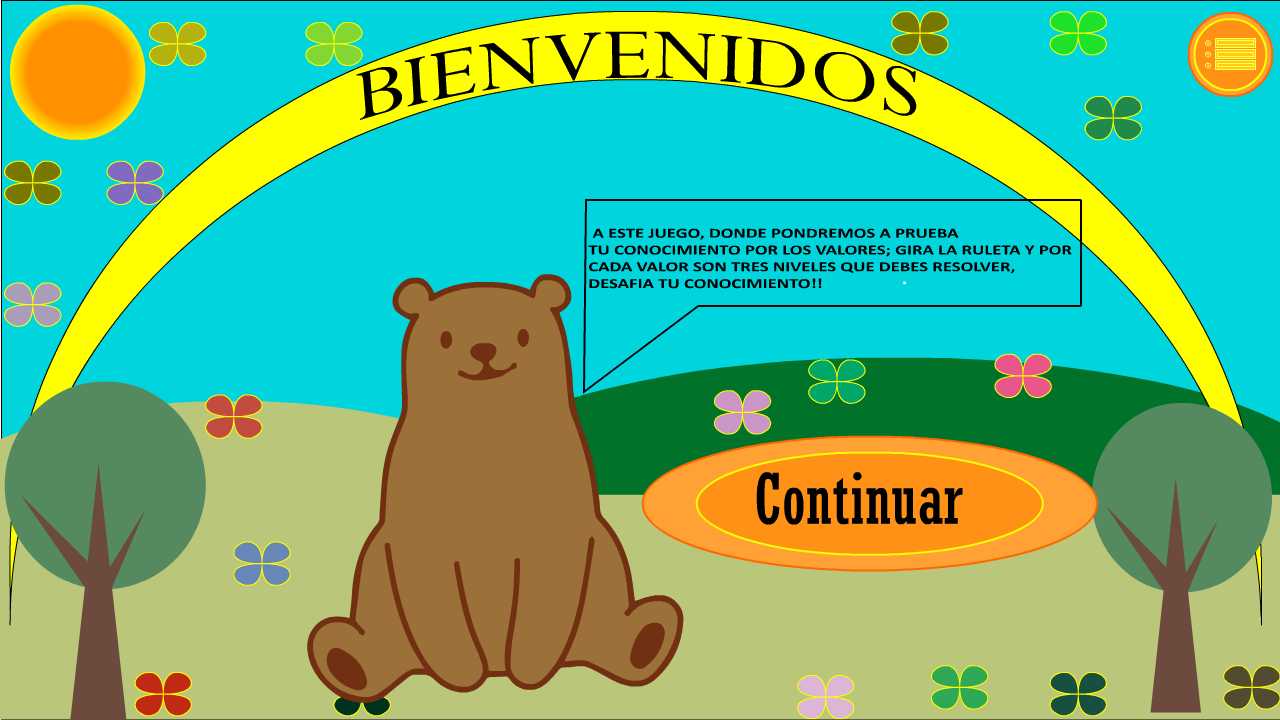 BIENVENIDOS
A ESTE JUEGO, DONDE PONDREMOS A PRUEBA
TU CONOCIMIENTO POR LOS VALORES; GIRA LA RULETA Y POR
CADA VALOR SON TRES NIVELES QUE DEBES RESOLVER,
DESAFIA TU CONOCIMIENTO!!
Continuar